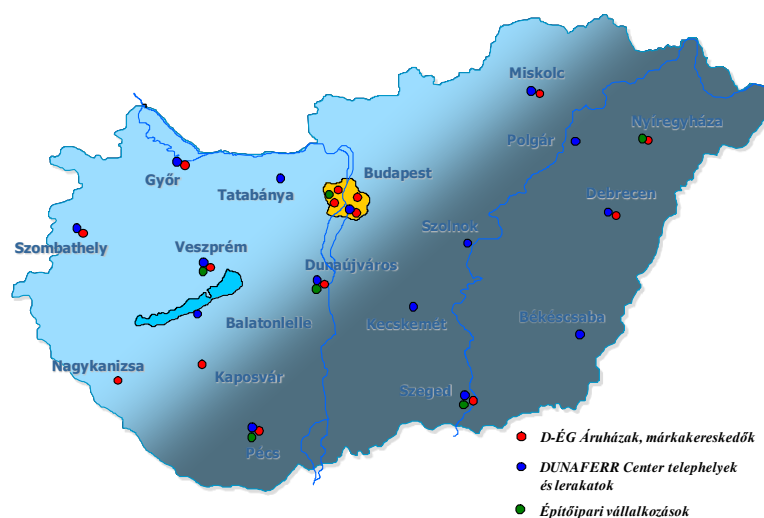 Miskolc
Nyíregyháza
Polgár
Győr
Tatabánya
Budapest
Debrecen
Szombathely
Veszprém
Szolnok
Dunaújváros
Balatonlelle
Kecskemét
Békéscsaba
Nagykanizsa
Kaposvár
Szeged
Pécs
D-ÉG Áruházak, márkakereskedők
DUNAFERR Center telephelyek
és lerakatok
Építőipari vállalkozások